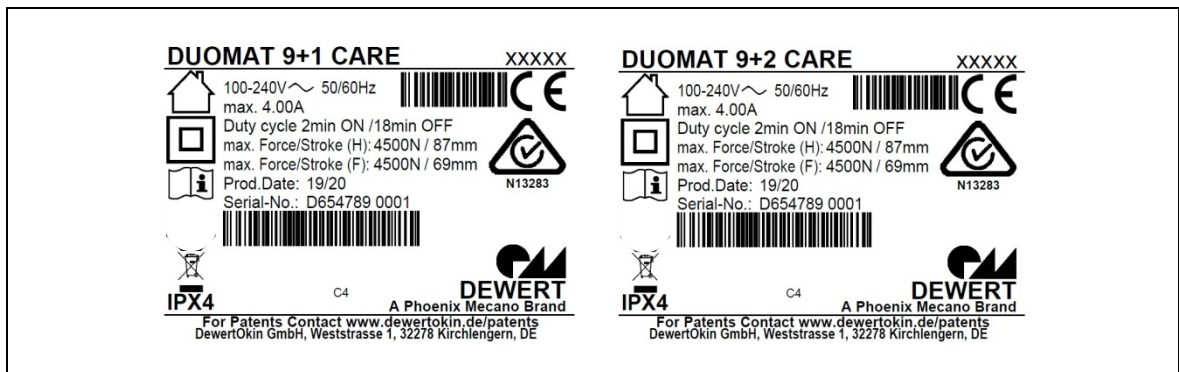 DUOMAT 9+1 CARE XXXXX
100-240V～ 50/60Hz
max. 4.00A
CE
Duty cycle 2min ON /18min OFF
max. Force/Stroke (H): 4500N / 87mm
max. Force/Stroke (F): 4500N / 69mm
N13283
Prod.Date: 19/20
Serial-No.: D654789 0001
IPX4
C4
DEWERT
A Phoenix Mecano Brand
For Patents Contact www.dewertokin.de/patents
DewertOkin GmbH, Weststrasse 1, 32278 Kirchlengern, DE
DUOMAT 9+2 CARE XXXXX
100-240V～ 50/60Hz
max. 4.00A
CE
Duty cycle 2min ON /18min OFF
max. Force/Stroke (H): 4500N / 87mm
max. Force/Stroke (F): 4500N / 69mm
N13283
Prod.Date: 19/20
Serial-No.: D654789 0001
IPX4
C4
DEWERT
A Phoenix Mecano Brand
For Patents Contact www.dewertokin.de/patents
DewertOkin GmbH, Weststrasse 1, 32278 Kirchlengern, DE